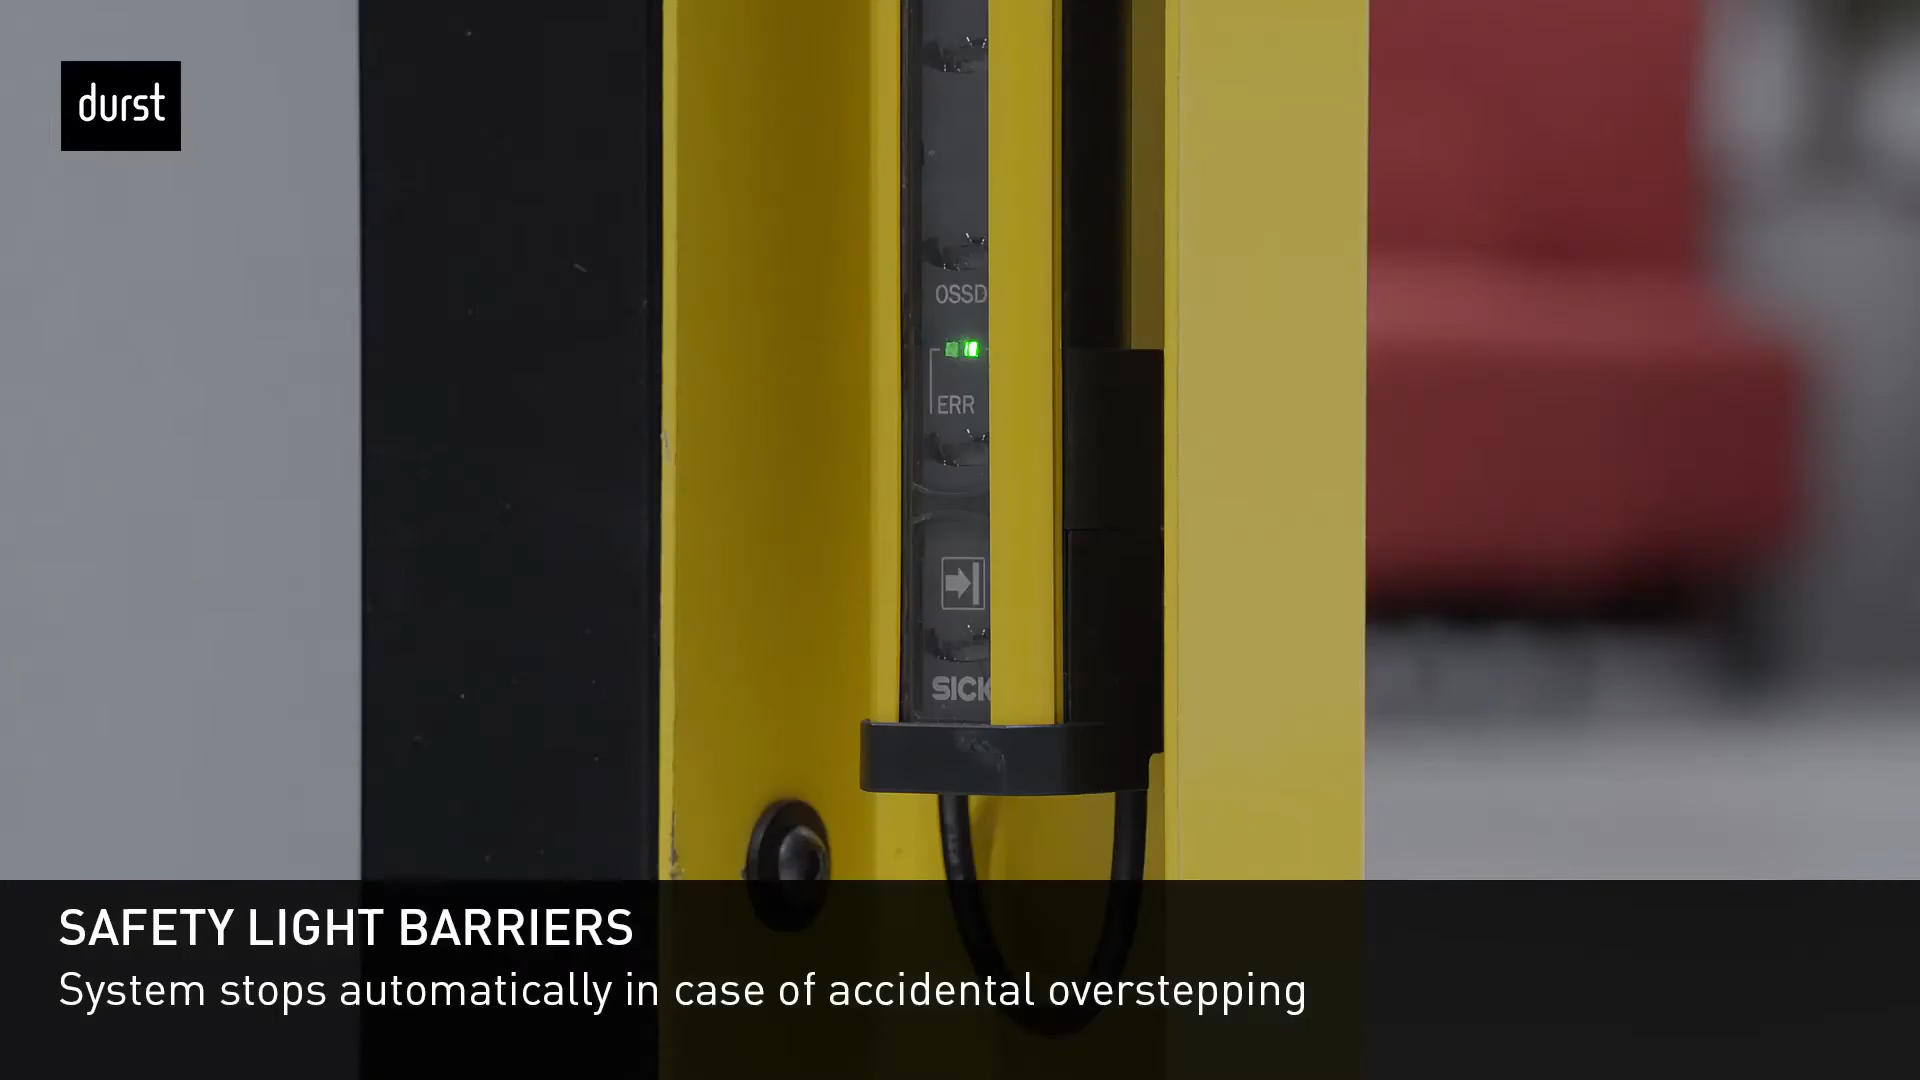 durst
OSSD
ERR
SICK
SAFETY LIGHT BARRIERS
System stops automatically in case of accidental overstepping